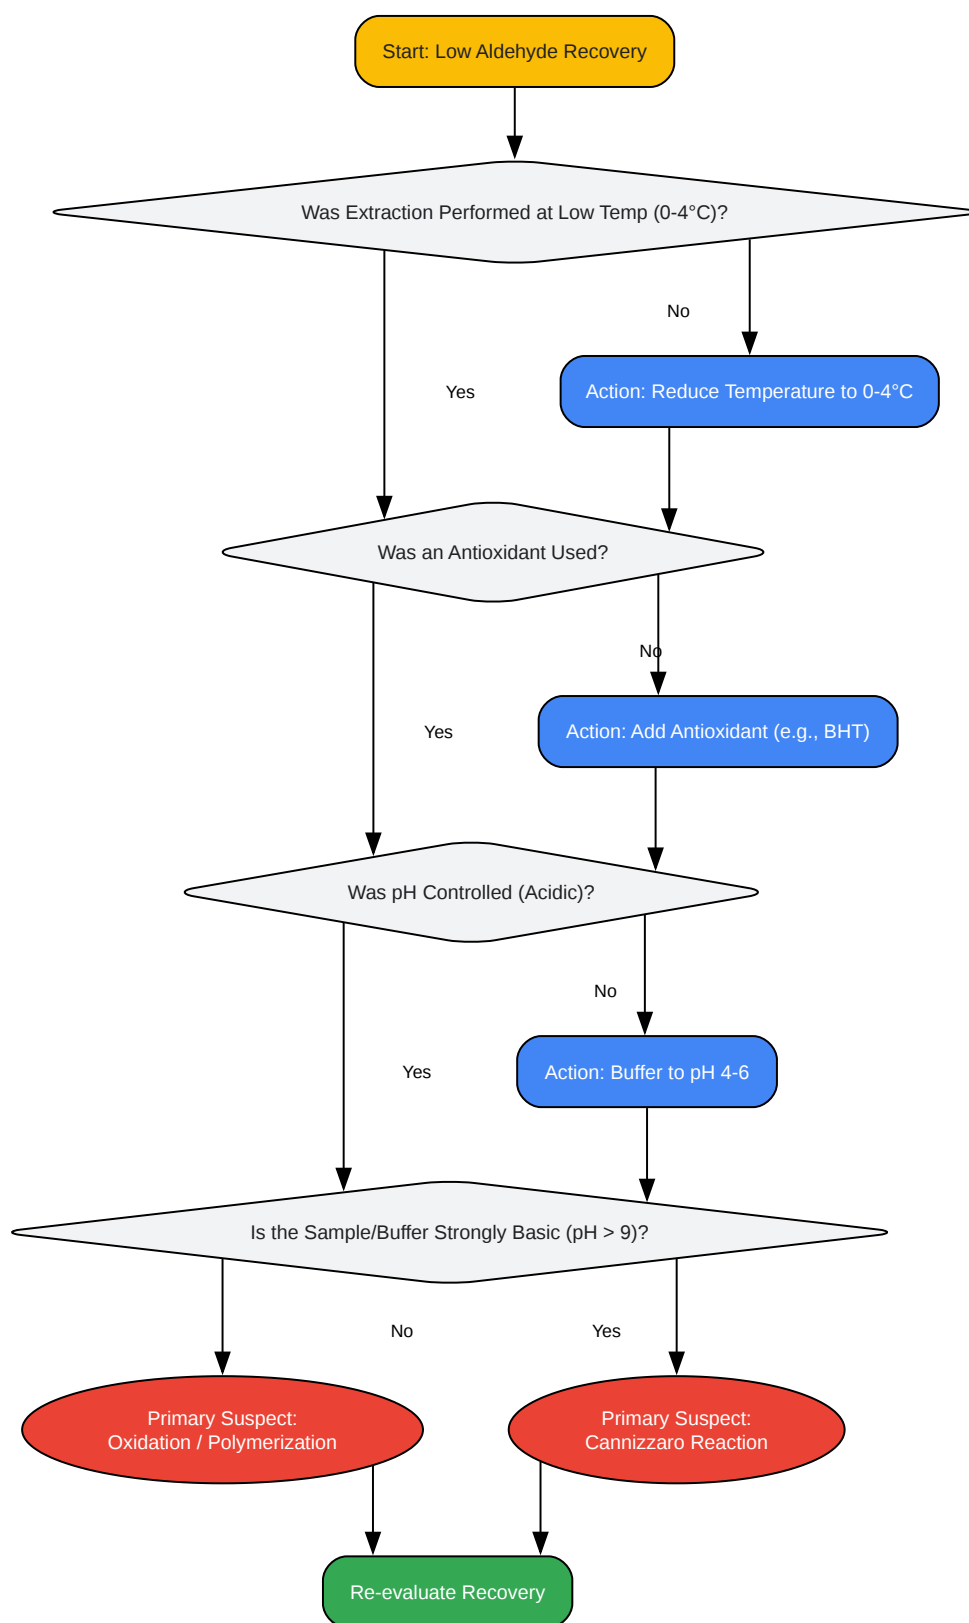 Start: Low Aldehyde Recovery
Was Extraction Performed at Low Temp (0-4°C)?
No
Yes
Action: Reduce Temperature to 0-4°C
Was an Antioxidant Used?
No
Yes
Action: Add Antioxidant (e.g., BHT)
Was pH Controlled (Acidic)?
No
Yes
Action: Buffer to pH 4-6
Is the Sample/Buffer Strongly Basic (pH > 9)?
No
Yes
Primary Suspect:
Oxidation / Polymerization
Primary Suspect:
Cannizzaro Reaction
Re-evaluate Recovery